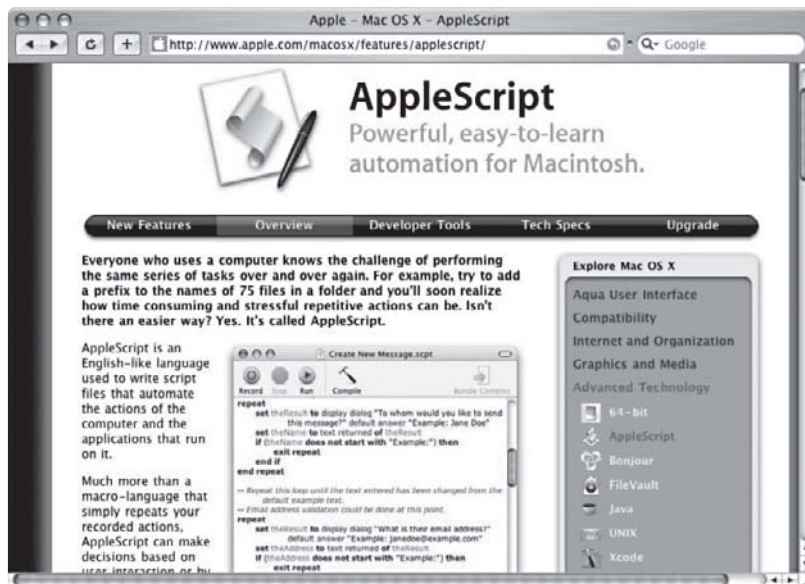 Apple – Mac OS X – AppleScript
http://www.apple.com/macosx/features/applescript/
Google
AppleScript
Powerful, easy-to-learn
automation for Macintosh.
New Features Overview Developer Tools Tech Specs Upgrade
Everyone who uses a computer knows the challenge of performing
the same series of tasks over and over again. For example, try to add
a prefix to the names of 75 files in a folder and you'll soon realize
how time consuming and stressful repetitive actions can be. Isn't
there an easier way? Yes. It's called AppleScript.
AppleScript is an
English-like language
used to write script
files that automate
the actions of the
computer and the
applications that run
on it.
Much more than a
macro-language that
simply repeats your
recorded actions,
AppleScript can make
decisions based on
user interaction or by
Create New Message.scpt
Record Stop Run Compile Bundle Contents
repeat
set theResult to display dialog "To whom would you like to send
this message?" default answer "Example: Jane Doe"
set theName to text returned of theResult
if (theName does not start with "Example:") then
exit repeat
end if
end repeat
-- Repeat this loop until the text entered has been changed from the
default example text.
-- Email address validation could be done at this point.
repeat
set theResult to display dialog "What is their email address?"
default answer "Example: janedoe@example.com"
set theAddress to text returned of theResult
if (theAddress does not start with "Example:") then
exit repeat
Explore Mac OS X
Aqua User Interface
Compatibility
Internet and Organization
Graphics and Media
Advanced Technology
64-bit
AppleScript
Bonjour
FileVault
Java
UNIX
Xcode